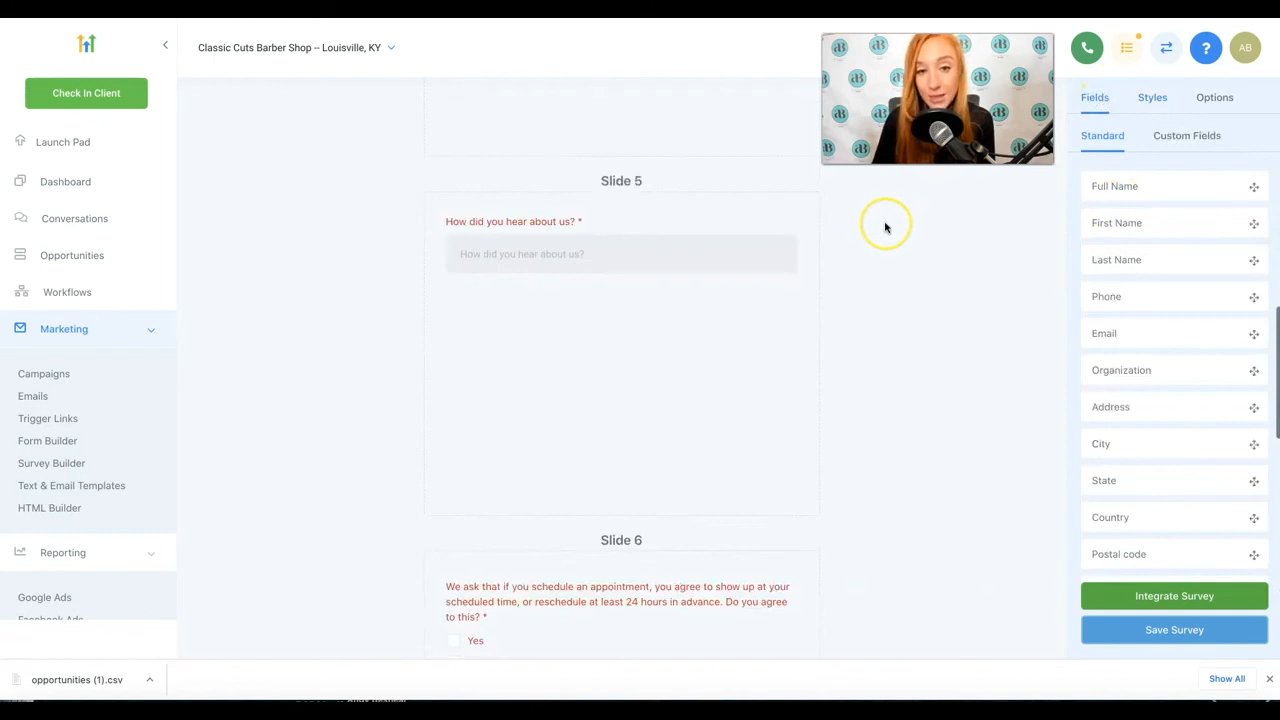 Classic Cuts Barber Shop -- Louisville, KY
?
AB
Check In Client
Launch Pad
Dashboard
Conversations
Opportunities
Workflows
Marketing
Campaigns
Emails
Trigger Links
Form Builder
Survey Builder
Text & Email Templates
HTML Builder
Reporting
Google Ads
Facebook Ads
Slide 5
How did you hear about us? *
How did you hear about us?
Slide 6
We ask that if you schedule an appointment, you agree to show up at your
scheduled time, or reschedule at least 24 hours in advance. Do you agree
to this? *
Yes
Fields
Styles
Options
Standard
Custom Fields
Full Name
First Name
Last Name
Phone
Email
Organization
Address
City
State
Country
Postal code
Integrate Survey
Save Survey
opportunities (1).csv
Show All